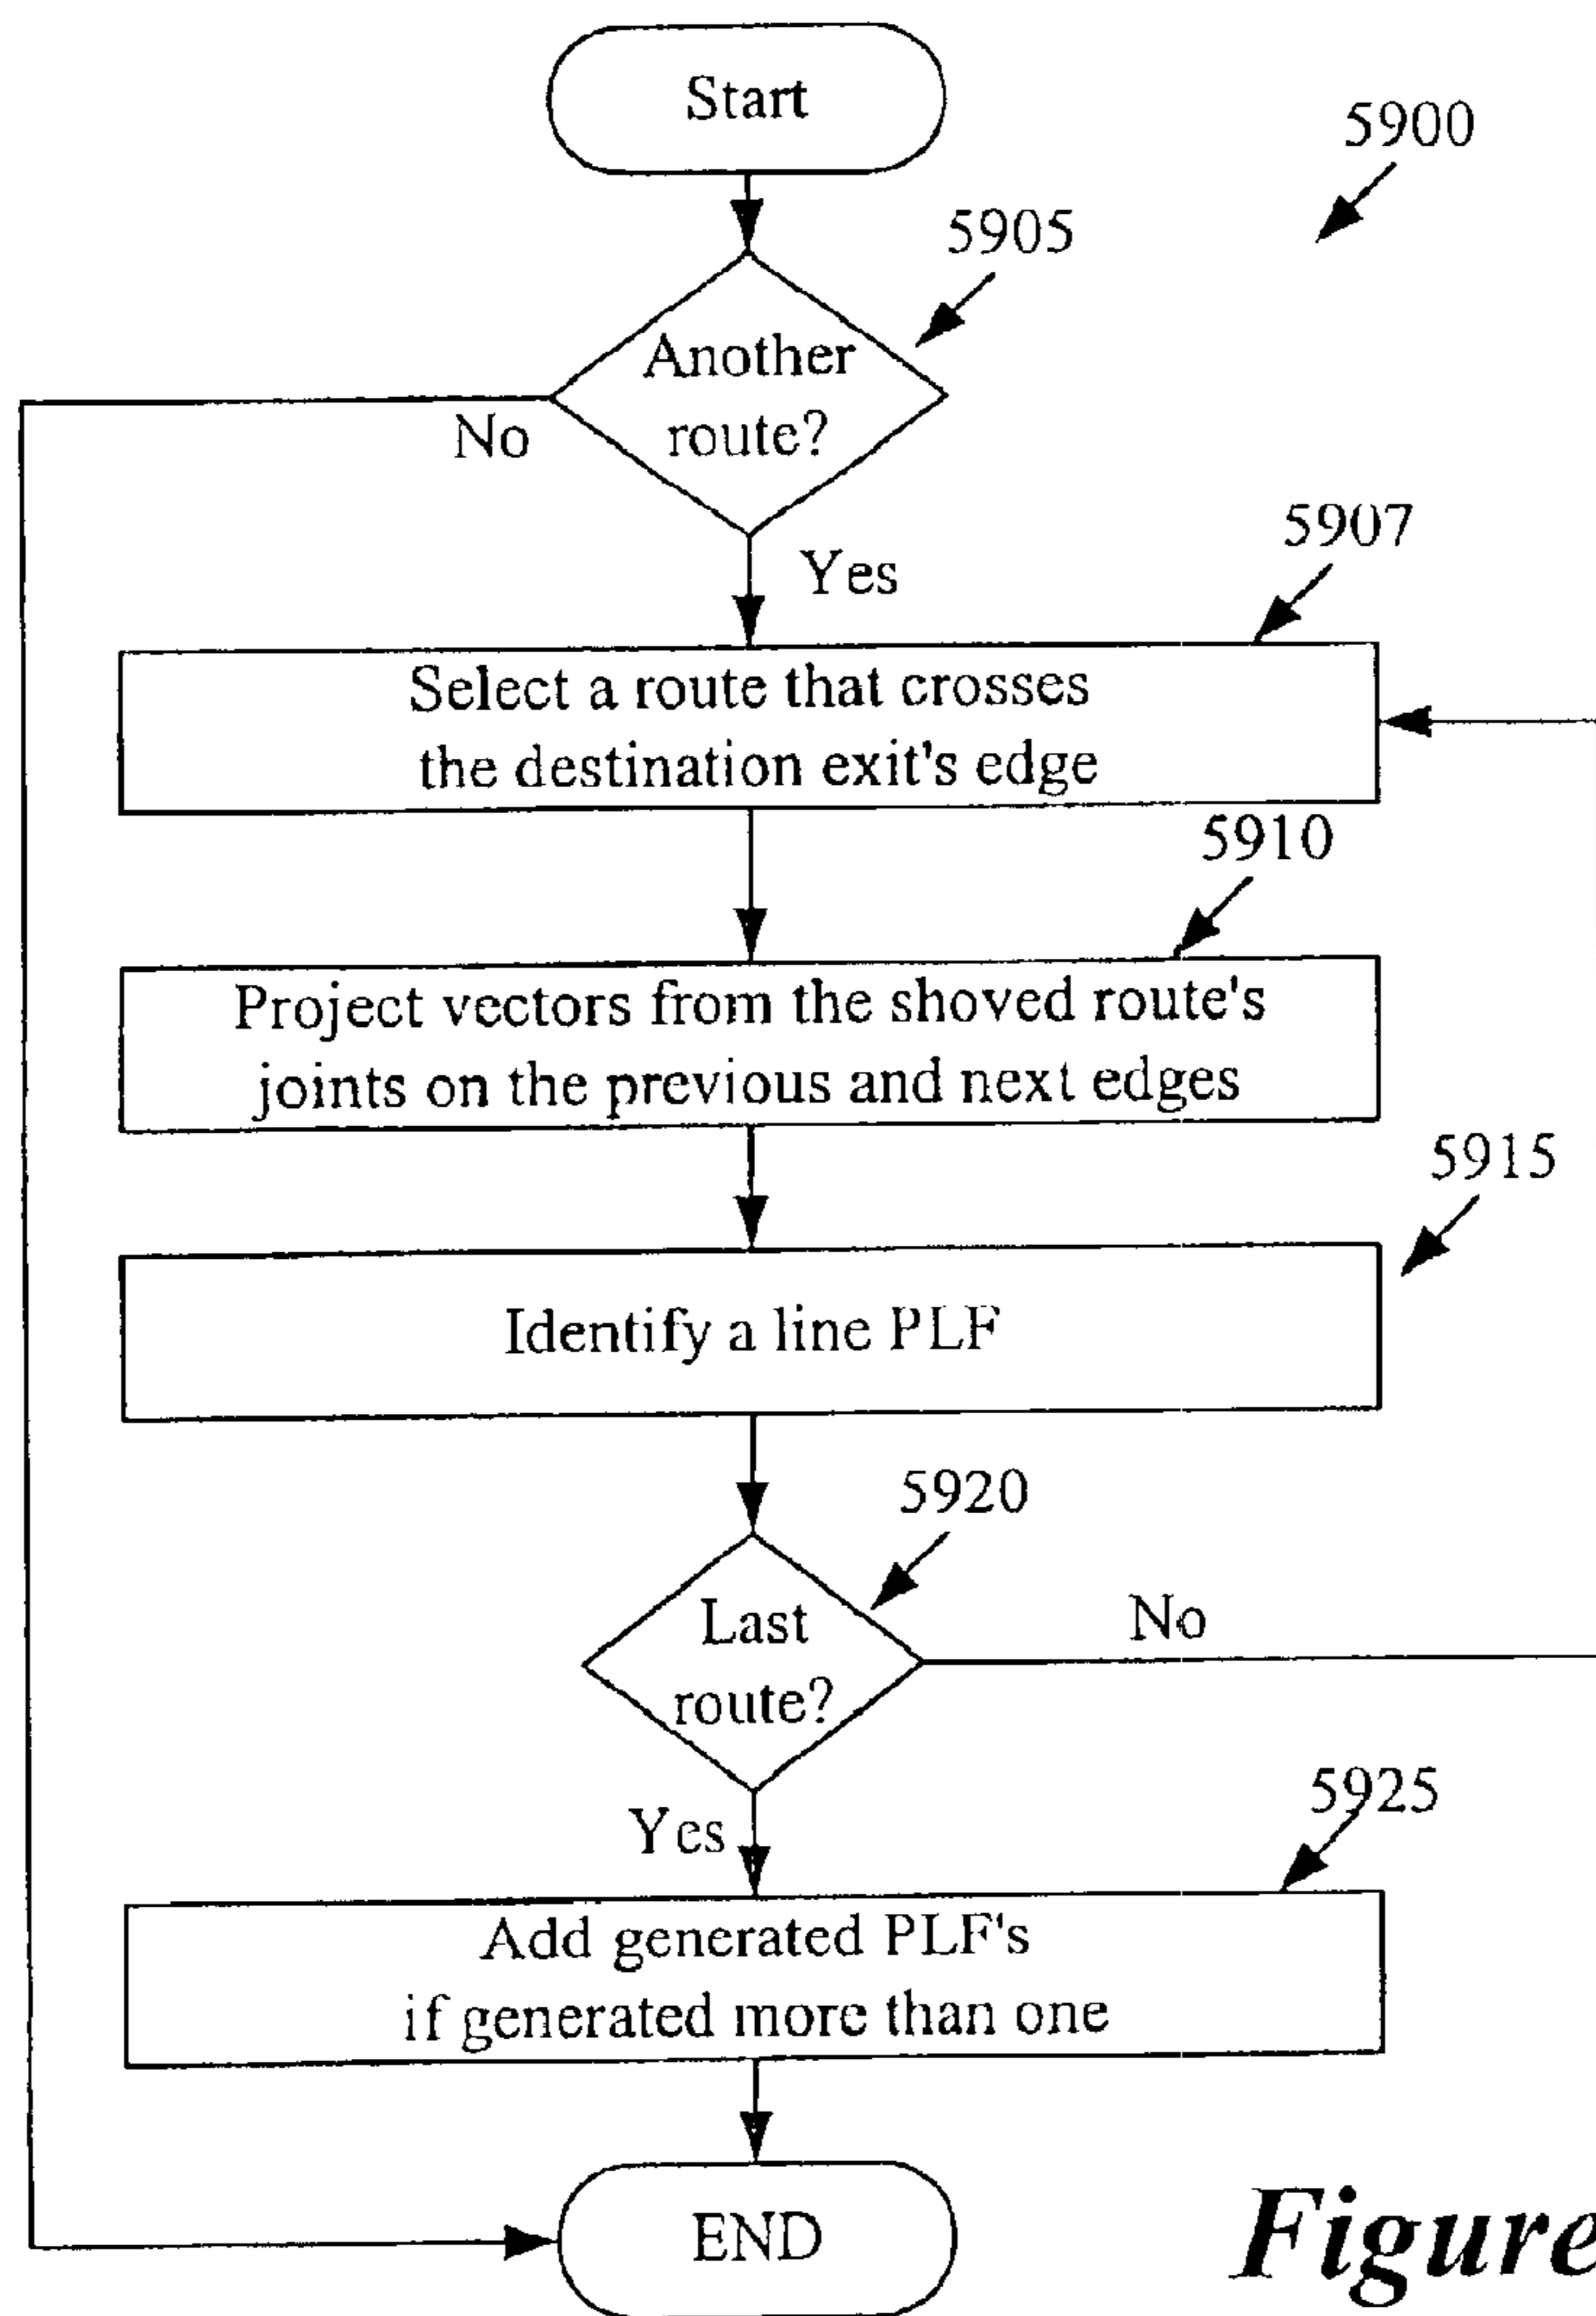 Start
5900
5905
Another
route?
No
Yes
5907
Select a route that crosses
the destination exit's edge
5910
Project vectors from the shoved route's
joints on the previous and next edges
5915
Identify a line PLF
5920
Last
route?
No
Yes
5925
Add generated PLF's
if generated more than one
END
Figure